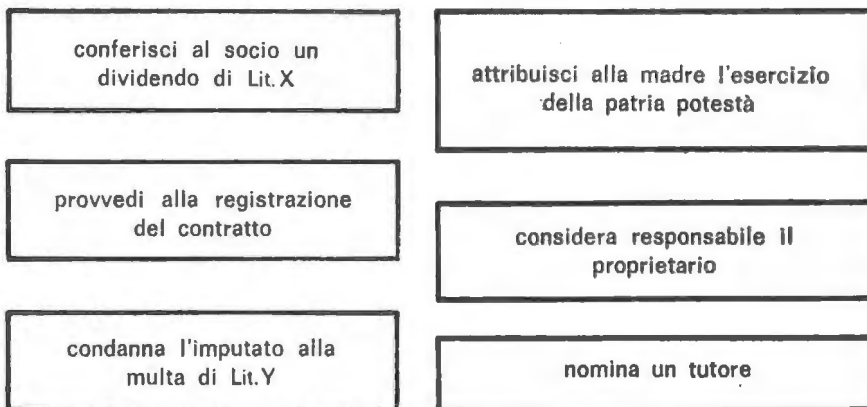 conferisci al socio un
dividendo di Lit. X
provvedi alla registrazione
del contratto
condanna l'imputato alla
multa di Lit. Y
attribuisci alla madre l'esercizio
della patria potestà
considera responsabile il
proprietario
nomina un tutore